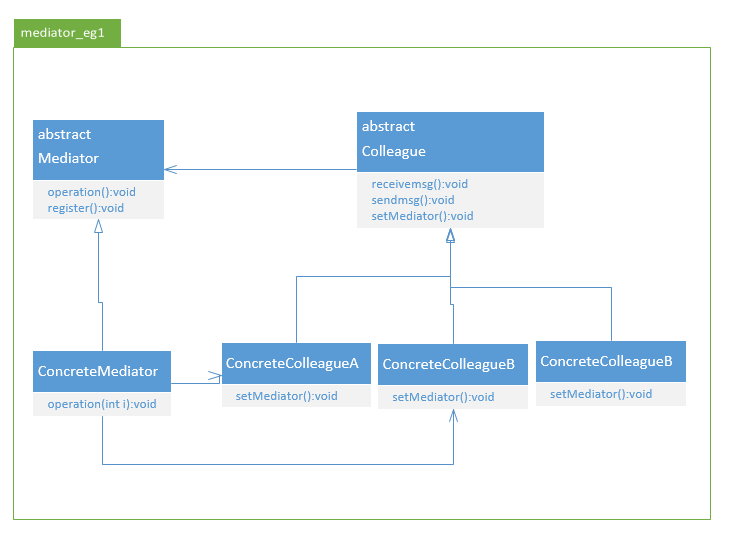 mediator_eg1
abstract
Mediator
operation():void
register():void
abstract
Colleague
receivemsg():void
sendmsg():void
setMediator():void
ConcreteMediator
operation(int i):void
ConcreteColleagueA
setMediator():void
ConcreteColleagueB
setMediator():void
ConcreteColleagueB
setMediator():void